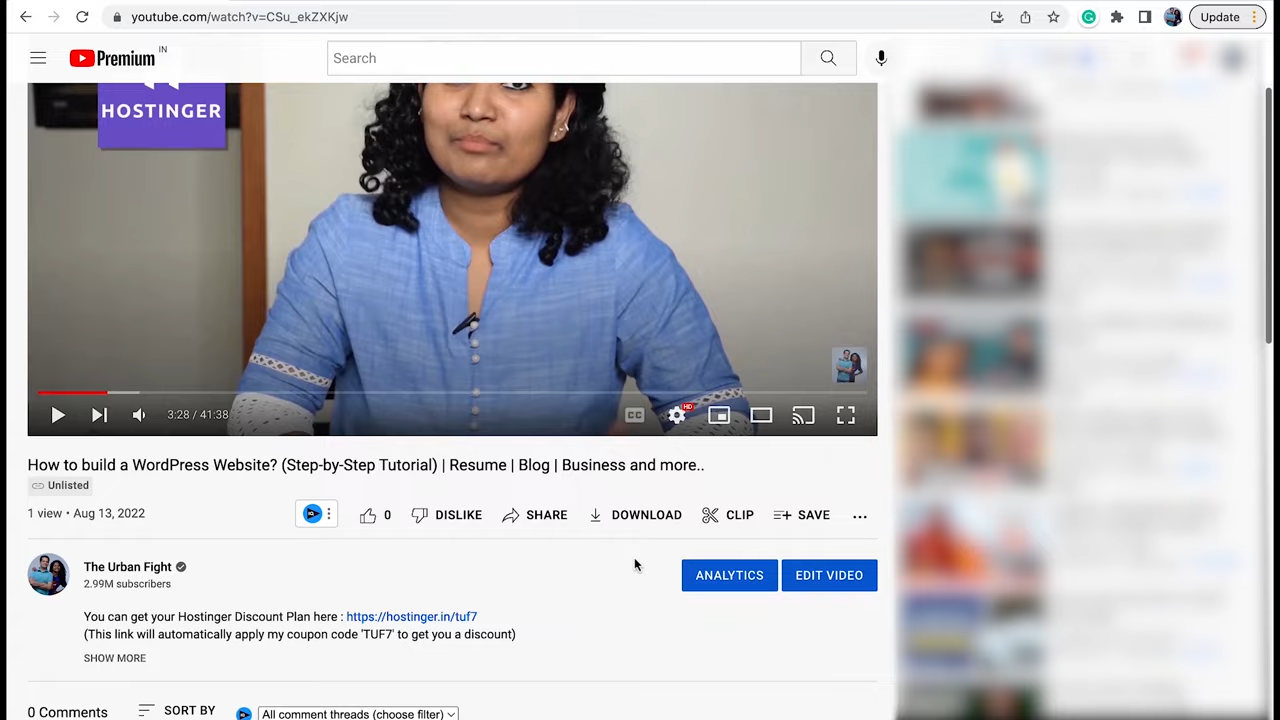 youtube.com/watch?v=CSu_ekZXKjw
Update
Premium IN
Search
HOSTINGER
3:28 / 41:38
CC
HD
How to build a WordPress Website? (Step-by-Step Tutorial) | Resume | Blog | Business and more..
Unlisted
1 view • Aug 13, 2022
IQ
0
DISLIKE
SHARE
DOWNLOAD
CLIP
SAVE
The Urban Fight
2.99M subscribers
ANALYTICS
EDIT VIDEO
You can get your Hostinger Discount Plan here : https://hostinger.in/tuf7
(This link will automatically apply my coupon code 'TUF7' to get you a discount)
SHOW MORE
0 Comments
SORT BY
All comment threads (choose filter)